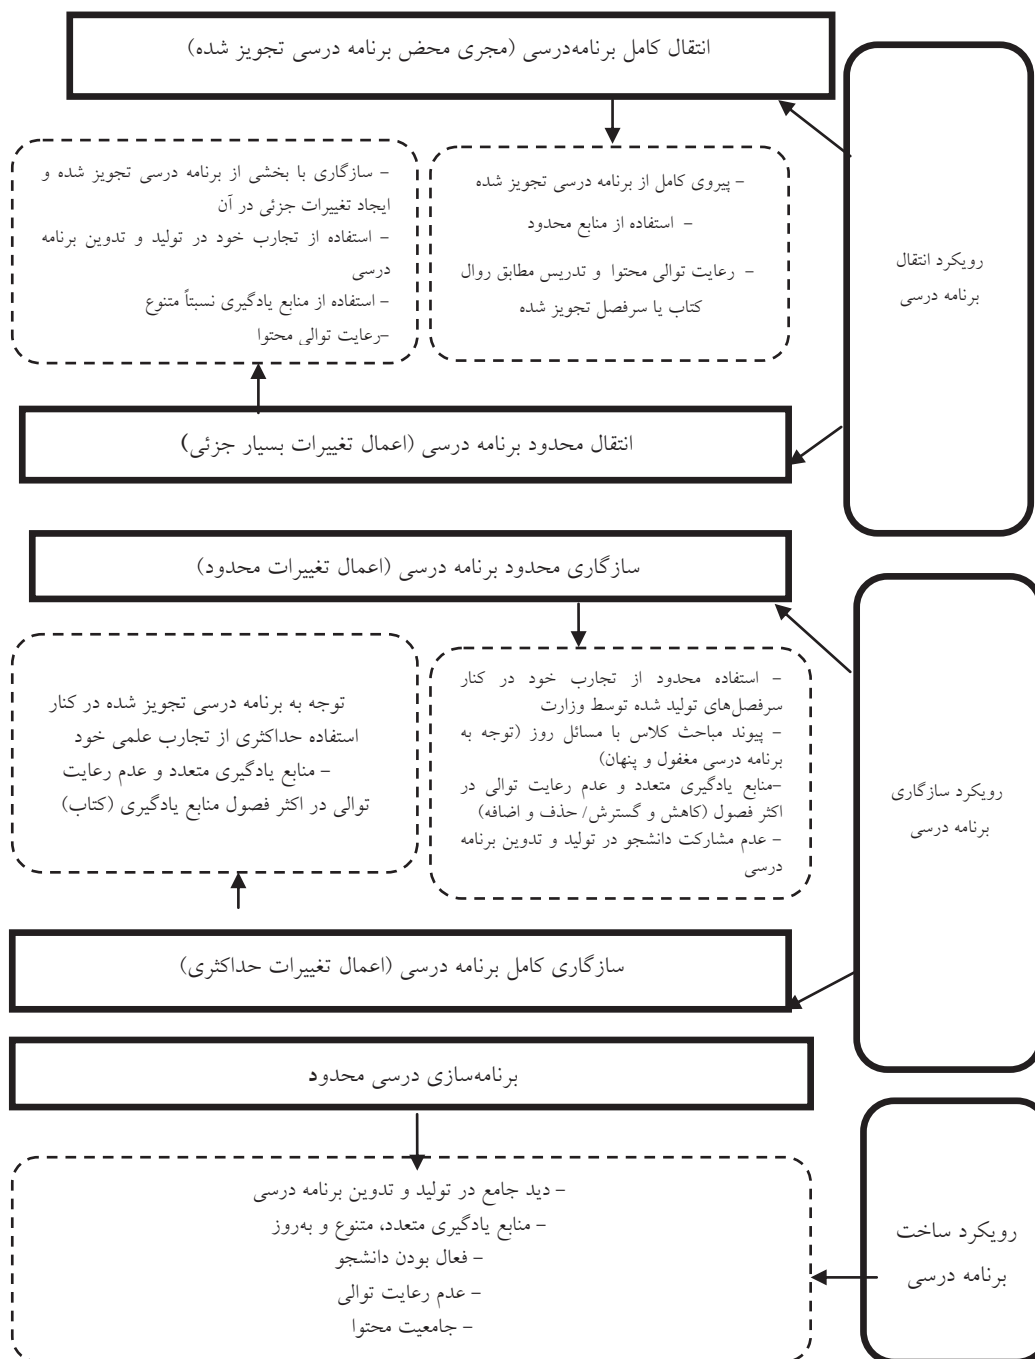 انتقال کامل برنامه‌درسی (مجری محض برنامه درسی تجویز شده)
رویکرد انتقال
برنامه درسی
– پیروی کامل از برنامه درسی تجویز شده
– استفاده از منابع محدود
– رعایت توالی محتوا و تدریس مطابق روال
کتاب یا سرفصل تجویز شده
– سازگاری با بخشی از برنامه درسی تجویز شده و
ایجاد تغییرات جزئی در آن
– استفاده از تجارب خود در تولید و تدوین برنامه
درسی
– استفاده از منابع یادگیری نسبتاً متنوع
–رعایت توالی محتوا
انتقال محدود برنامه درسی (اعمال تغییرات بسیار جزئی)
سازگاری محدود برنامه درسی (اعمال تغییرات محدود)
رویکرد سازگاری
برنامه درسی
– استفاده محدود از تجارب خود در کنار
سرفصل‌های تولید شده توسط وزارت
– پیوند مباحث کلاس با مسائل روز (توجه به
برنامه درسی مغفول و پنهان)
–منابع یادگیری متعدد و عدم رعایت توالی در
اکثر فصول (کاهش و گسترش/ حذف و اضافه)
– عدم مشارکت دانشجو در تولید و تدوین برنامه
درسی
توجه به برنامه درسی تجویز شده در کنار
استفاده حداکثری از تجارب علمی خود
– منابع یادگیری متعدد و عدم رعایت
توالی در اکثر فصول منابع یادگیری (کتاب)
سازگاری کامل برنامه درسی (اعمال تغییرات حداکثری)
برنامه‌سازی درسی محدود
رویکرد ساخت
برنامه درسی
– دید جامع در تولید و تدوین برنامه درسی
– منابع یادگیری متعدد، متنوع و به‌روز
– فعال بودن دانشجو
– عدم رعایت توالی
– جامعیت محتوا